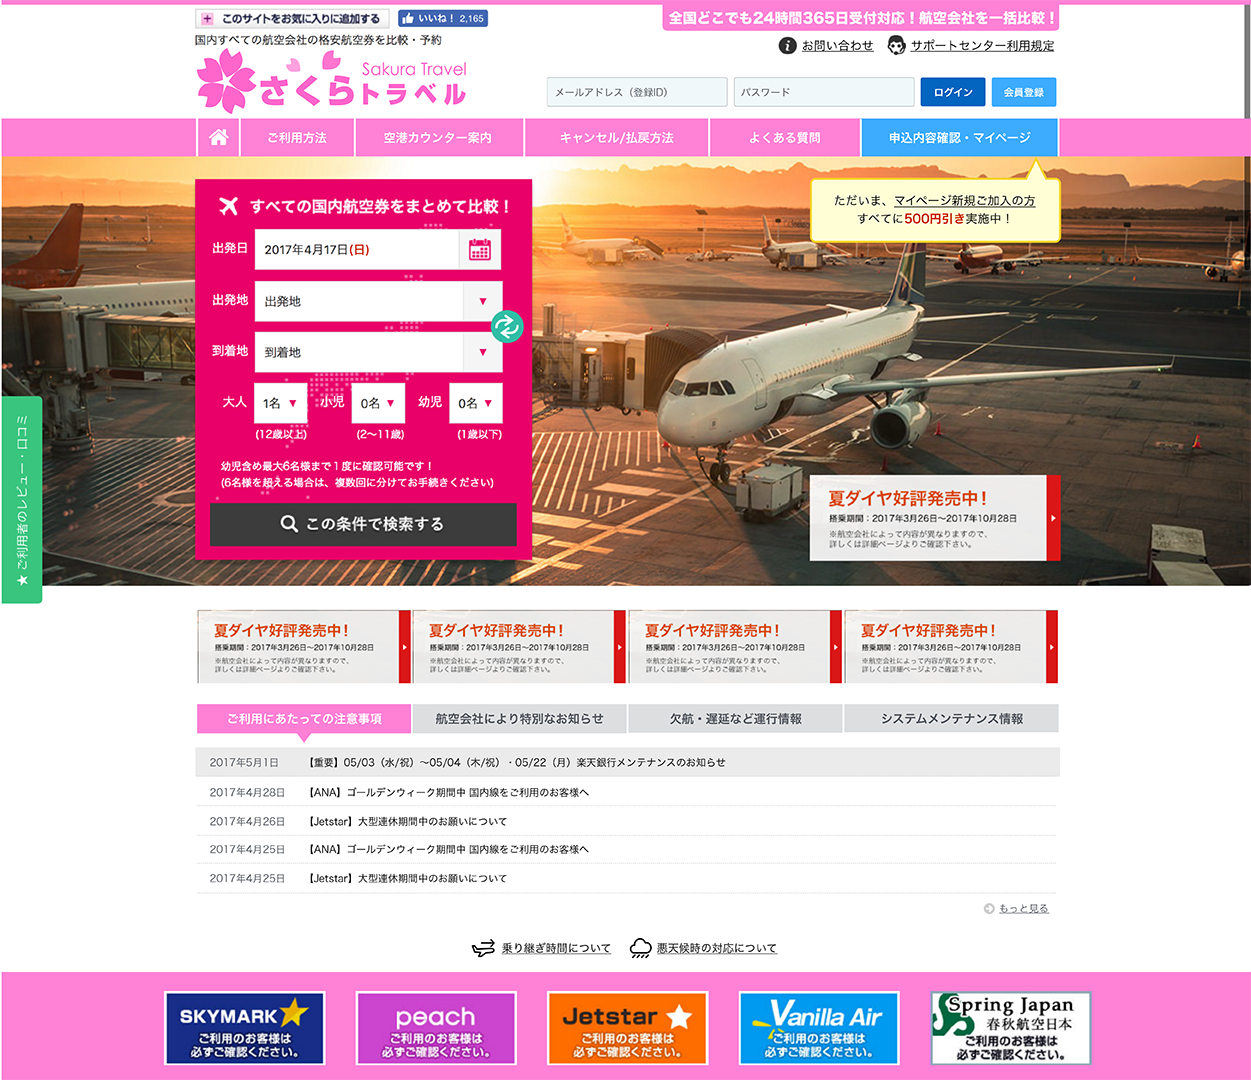 このサイトをお気に入りに追加する
いいね！ 2,165
全国どこでも24時間365日受付対応！航空会社を一括比較！
国内すべての航空会社の格安航空券を比較・予約
お問い合わせ
サポートセンター利用規定
Sakura Travel
さくらトラベル
メールアドレス（登録ID）
パスワード
ログイン
会員登録
ご利用方法
空港カウンター案内
キャンセル/払戻方法
よくある質問
申込内容確認・マイページ
ただいま、マイページ新規ご加入の方
すべてに500円引き実施中！
すべての国内航空券をまとめて比較！
出発日
2017年4月17日(日)
出発地
出発地
到着地
到着地
大人
1名
小児
0名
幼児
0名
(12歳以上)
(2〜11歳)
(1歳以下)
幼児含め最大6名様まで１度に確認可能です！
(6名様を超える場合は、複数回に分けてお手続きください)
この条件で検索する
★ ご利用者のレビュー・口コミ
夏ダイヤ好評発売中！
搭乗期間：2017年3月26日〜2017年10月28日
※航空会社によって内容が異なりますので、
詳しくは詳細ページよりご確認下さい。
夏ダイヤ好評発売中！
搭乗期間：2017年3月26日〜2017年10月28日
※航空会社によって内容が異なりますので、
詳しくは詳細ページよりご確認下さい。
夏ダイヤ好評発売中！
搭乗期間：2017年3月26日〜2017年10月28日
※航空会社によって内容が異なりますので、
詳しくは詳細ページよりご確認下さい。
夏ダイヤ好評発売中！
搭乗期間：2017年3月26日〜2017年10月28日
※航空会社によって内容が異なりますので、
詳しくは詳細ページよりご確認下さい。
夏ダイヤ好評発売中！
搭乗期間：2017年3月26日〜2017年10月28日
※航空会社によって内容が異なりますので、
詳しくは詳細ページよりご確認下さい。
ご利用にあたっての注意事項
航空会社により特別なお知らせ
欠航・遅延など運行情報
システムメンテナンス情報
2017年5月1日 【重要】05/03（水/祝）〜05/04（木/祝）・05/22（月）楽天銀行メンテナンスのお知らせ
2017年4月28日 【ANA】ゴールデンウィーク期間中 国内線をご利用のお客様へ
2017年4月26日 【Jetstar】大型連休期間中のお願いについて
2017年4月25日 【ANA】ゴールデンウィーク期間中 国内線をご利用のお客様へ
2017年4月25日 【Jetstar】大型連休期間中のお願いについて
もっと見る
乗り継ぎ時間について
悪天候時の対応について
SKYMARK
ご利用のお客様は
必ずご確認ください。
peach
ご利用のお客様は
必ずご確認ください。
Jetstar
ご利用のお客様は
必ずご確認ください。
Vanilla Air
ご利用のお客様は
必ずご確認ください。
Spring Japan
春秋航空日本
ご利用のお客様は
必ずご確認ください。